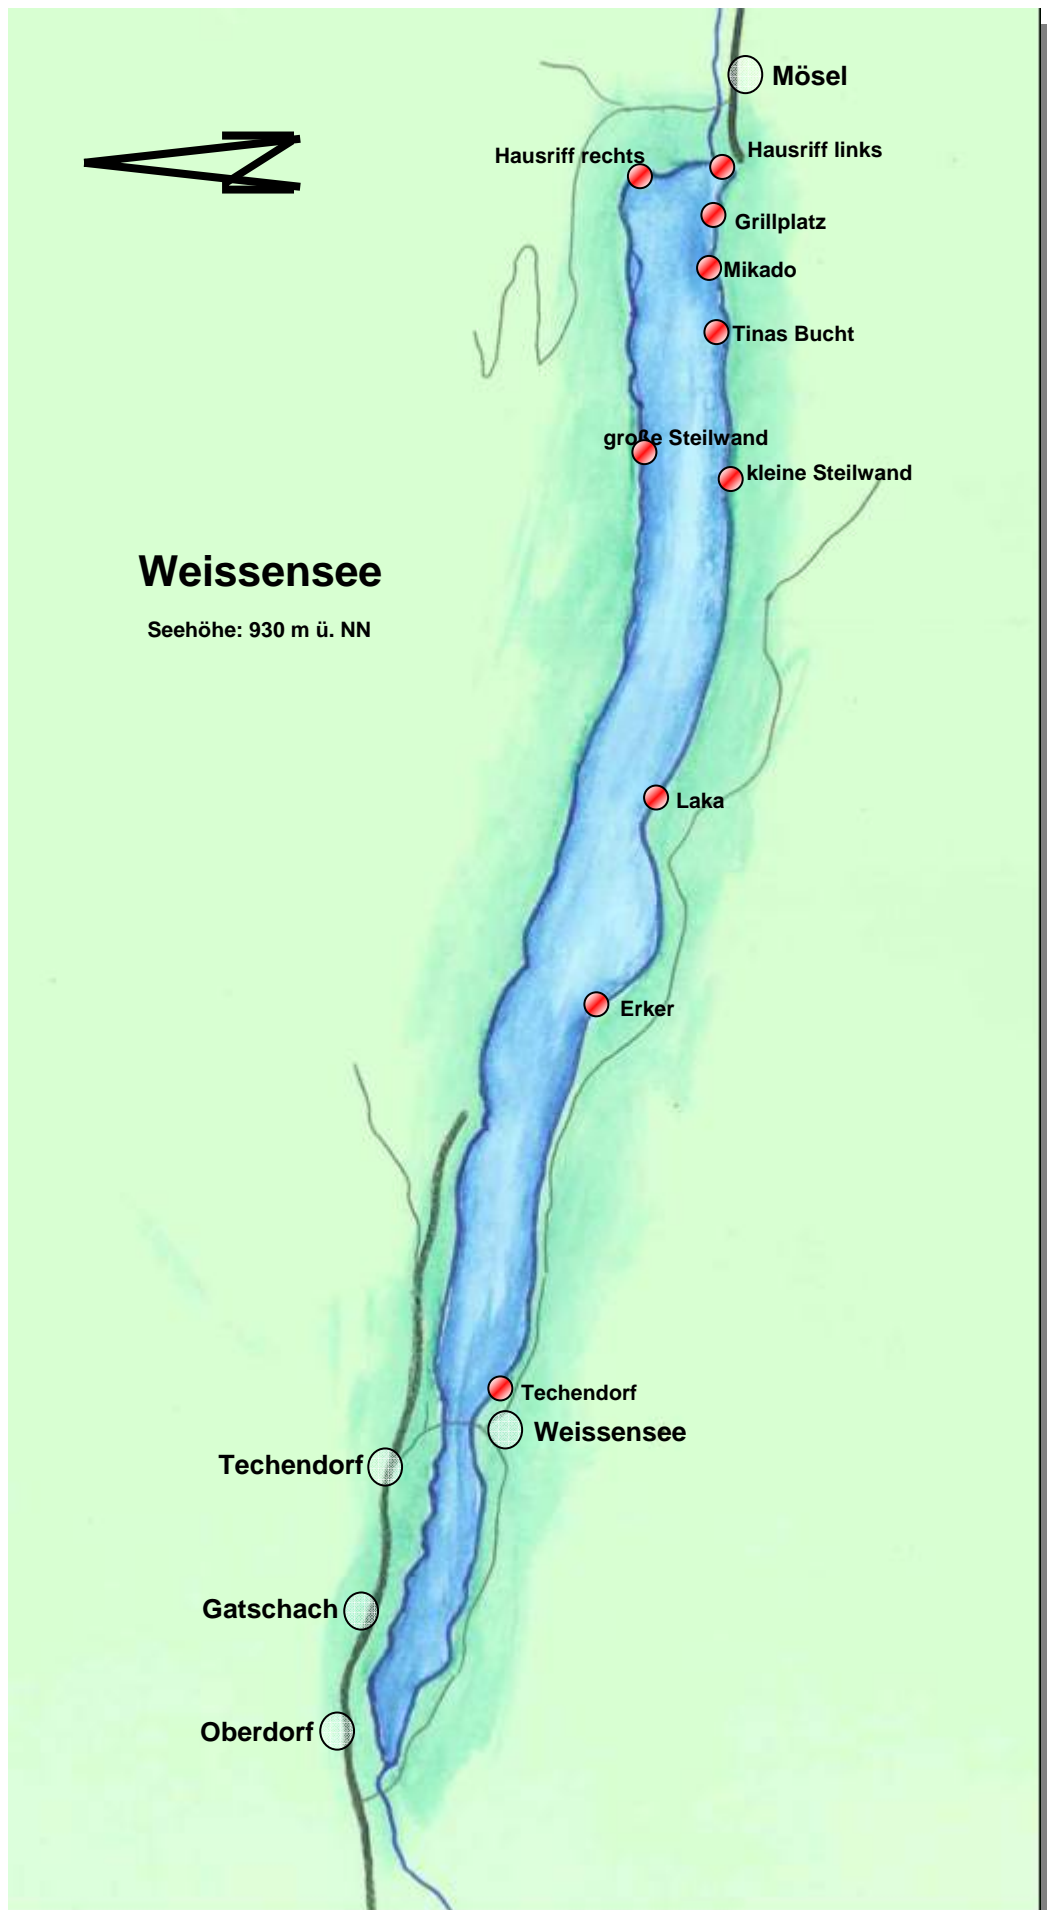 Mösel
Hausriff links
Hausriff rechts
Grillplatz
Mikado
Tinas Bucht
große Steilwand
kleine Steilwand
Weissensee
Seehöhe: 930 m ü. NN
Laka
Erker
Techendorf
Weissensee
Techendorf
Gatschach
Oberdorf
N